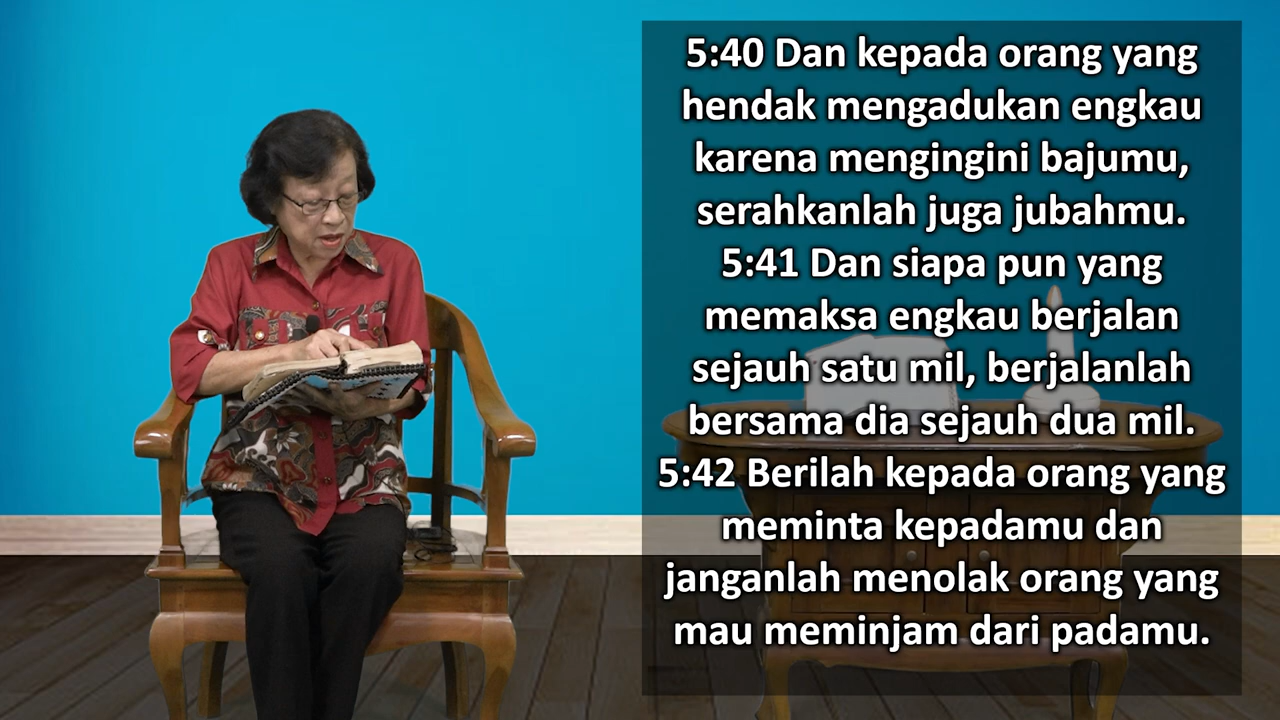 5:40 Dan kepada orang yang
hendak mengadukan engkau
karena mengingini bajumu,
serahkanlah juga jubahmu.
5:41 Dan siapa pun yang
memaksa engkau berjalan
sejauh satu mil, berjalanlah
bersama dia sejauh dua mil.
5:42 Berilah kepada orang yang
meminta kepadamu dan
janganlah menolak orang yang
mau meminjam dari padamu.